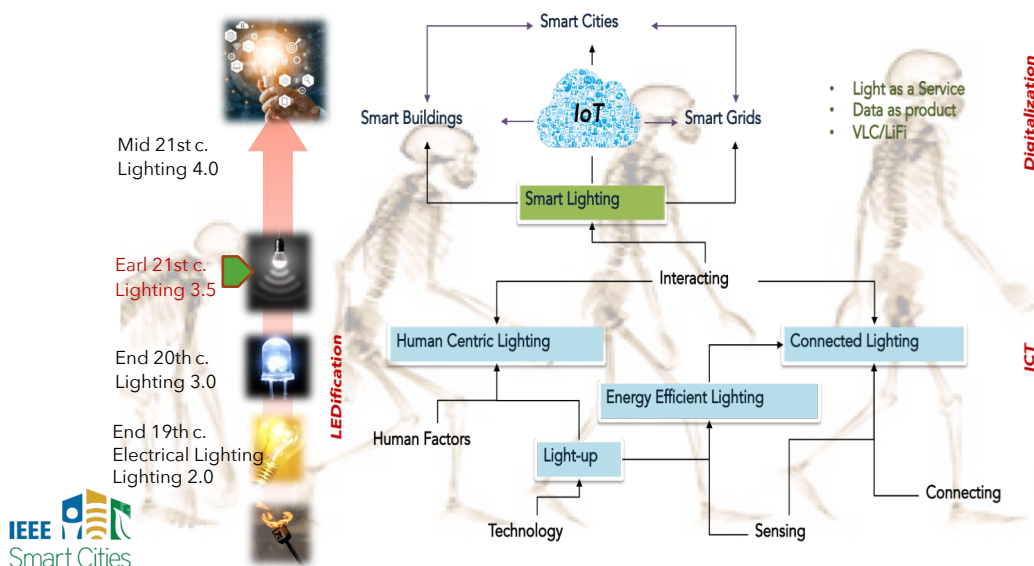 Smart Cities
IoT
Smart Buildings
Smart Grids
• Light as a Service
• Data as product
• VLC/LiFi
Digitalization
Mid 21st c.
Lighting 4.0
Smart Lighting
Interacting
Earl 21st c.
Lighting 3.5
Human Centric Lighting
Connected Lighting
ICT
LEDification
End 20th c.
Lighting 3.0
Energy Efficient Lighting
Human Factors
End 19th c.
Electrical Lighting
Lighting 2.0
Light-up
Connecting
Technology
Sensing
IEEE
Smart Cities